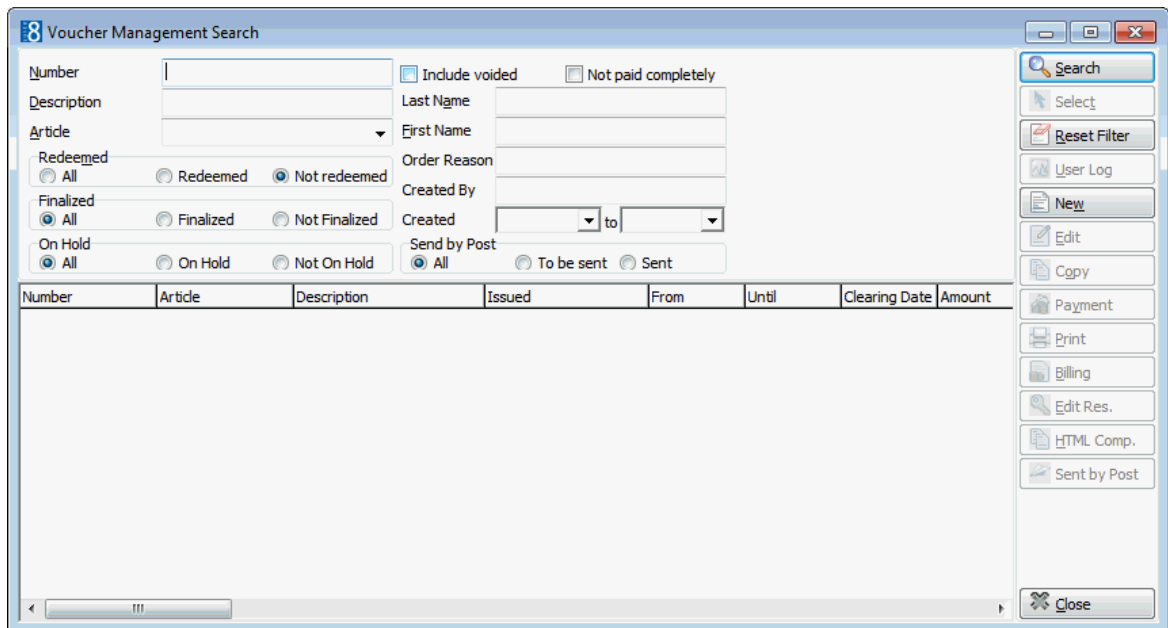 8 Voucher Management Search
Number Include voided Not paid completely Search
Description Last Name Select
Article First Name Reset Filter
Redeemed Order Reason
All Redeemed Not redeemed User Log
Finalized Created By New
All Finalized Not Finalized Created to
On Hold Send by Post Edit
All On Hold Not On Hold All To be sent Sent Copy
Number Article Description Issued From Until Clearing Date Amount
Payment
Print
Billing
Edit Res.
HTML Comp.
Sent by Post
Close